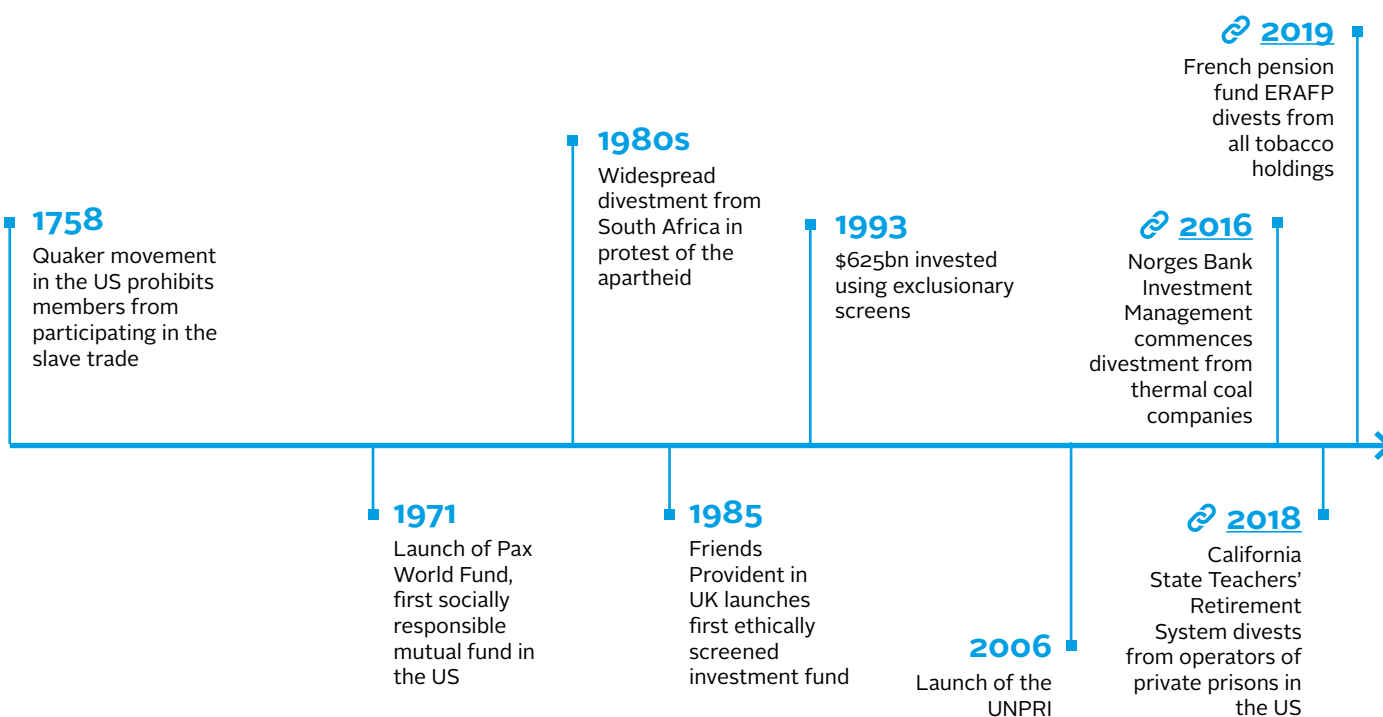 1758
Quaker movement
in the US prohibits
members from
participating in the
slave trade
1971
Launch of Pax
World Fund,
first socially
responsible
mutual fund in
the US
1980s
Widespread
divestment from
South Africa in
protest of the
apartheid
1985
Friends
Provident in
UK launches
first ethically
screened
investment fund
1993
$625bn invested
using exclusionary
screens
2006
Launch of the
UNPRI
2016
Norges Bank
Investment
Management
commences
divestment from
thermal coal
companies
2018
California
State Teachers’
Retirement
System divests
from operators of
private prisons in
the US
2019
French pension
fund ERAFP
divests from
all tobacco
holdings